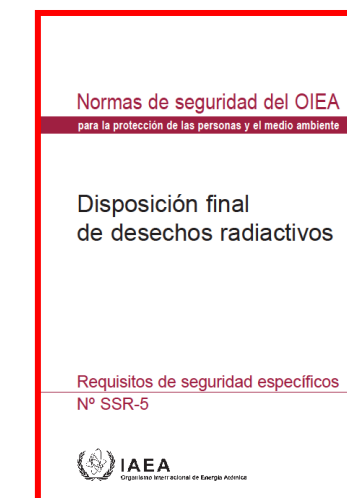 Normas de seguridad del OIEA
para la protección de las personas y el medio ambiente
Disposición final
de desechos radiactivos
Requisitos de seguridad específicos
Nº SSR-5
IAEA
Organismo Internacional de Energía Atómica